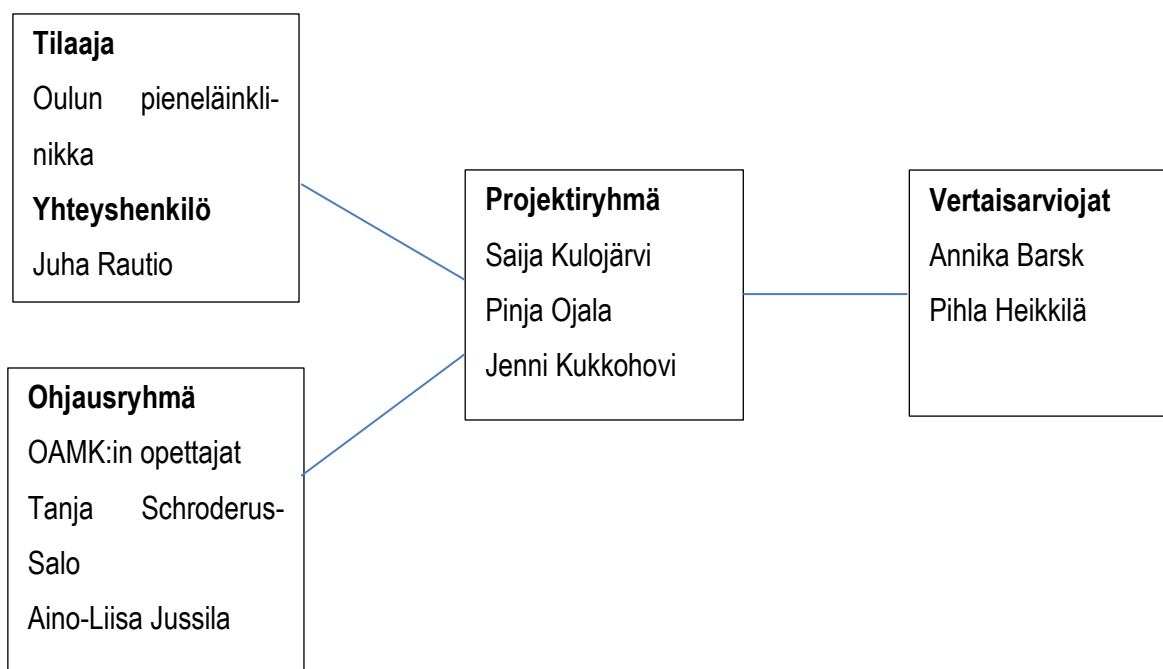 Tilaaja
Oulun pieneläinkli-
nikka
Yhteyshenkilö
Juha Rautio
Ohjausryhmä
OAMK:in opettajat
Tanja Schroderus-
Salo
Aino-Liisa Jussila
Projektiryhmä
Saija Kulojärvi
Pinja Ojala
Jenni Kukkohovi
Vertaisarviojat
Annika Barsk
Pihla Heikkilä